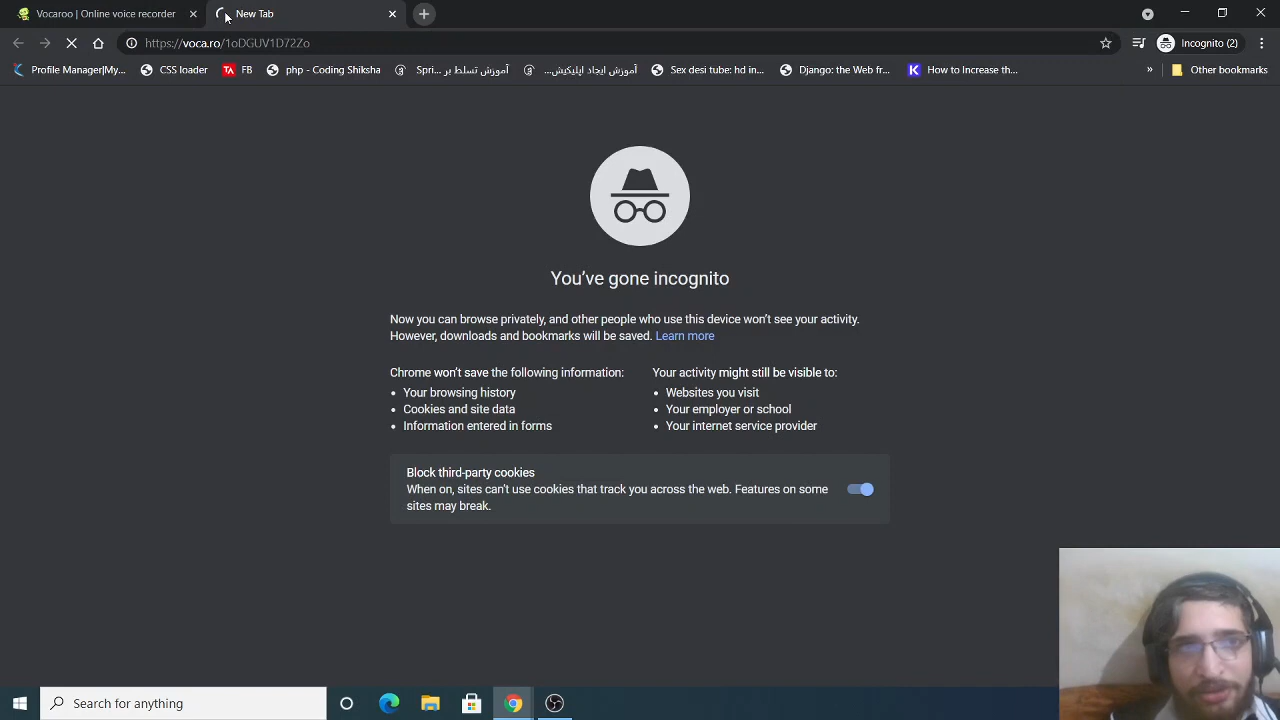 Vocaroo | Online voice recorder
New Tab
https://voca.ro/1oDGUV1D72Zo
Incognito (2)
Profile Manager|My...
CSS loader
TA FB
php - Coding Shiksha
آموزش تسلط بر Spri...
آموزش ایجاد اپلیکیش...
Sex desi tube: hd in...
Django: the Web fr...
K How to Increase th...
»
Other bookmarks
You've gone incognito
Now you can browse privately, and other people who use this device won't see your activity.
However, downloads and bookmarks will be saved. Learn more
Chrome won't save the following information:
• Your browsing history
• Cookies and site data
• Information entered in forms
Your activity might still be visible to:
• Websites you visit
• Your employer or school
• Your internet service provider
Block third-party cookies
When on, sites can't use cookies that track you across the web. Features on some
sites may break.
Search for anything